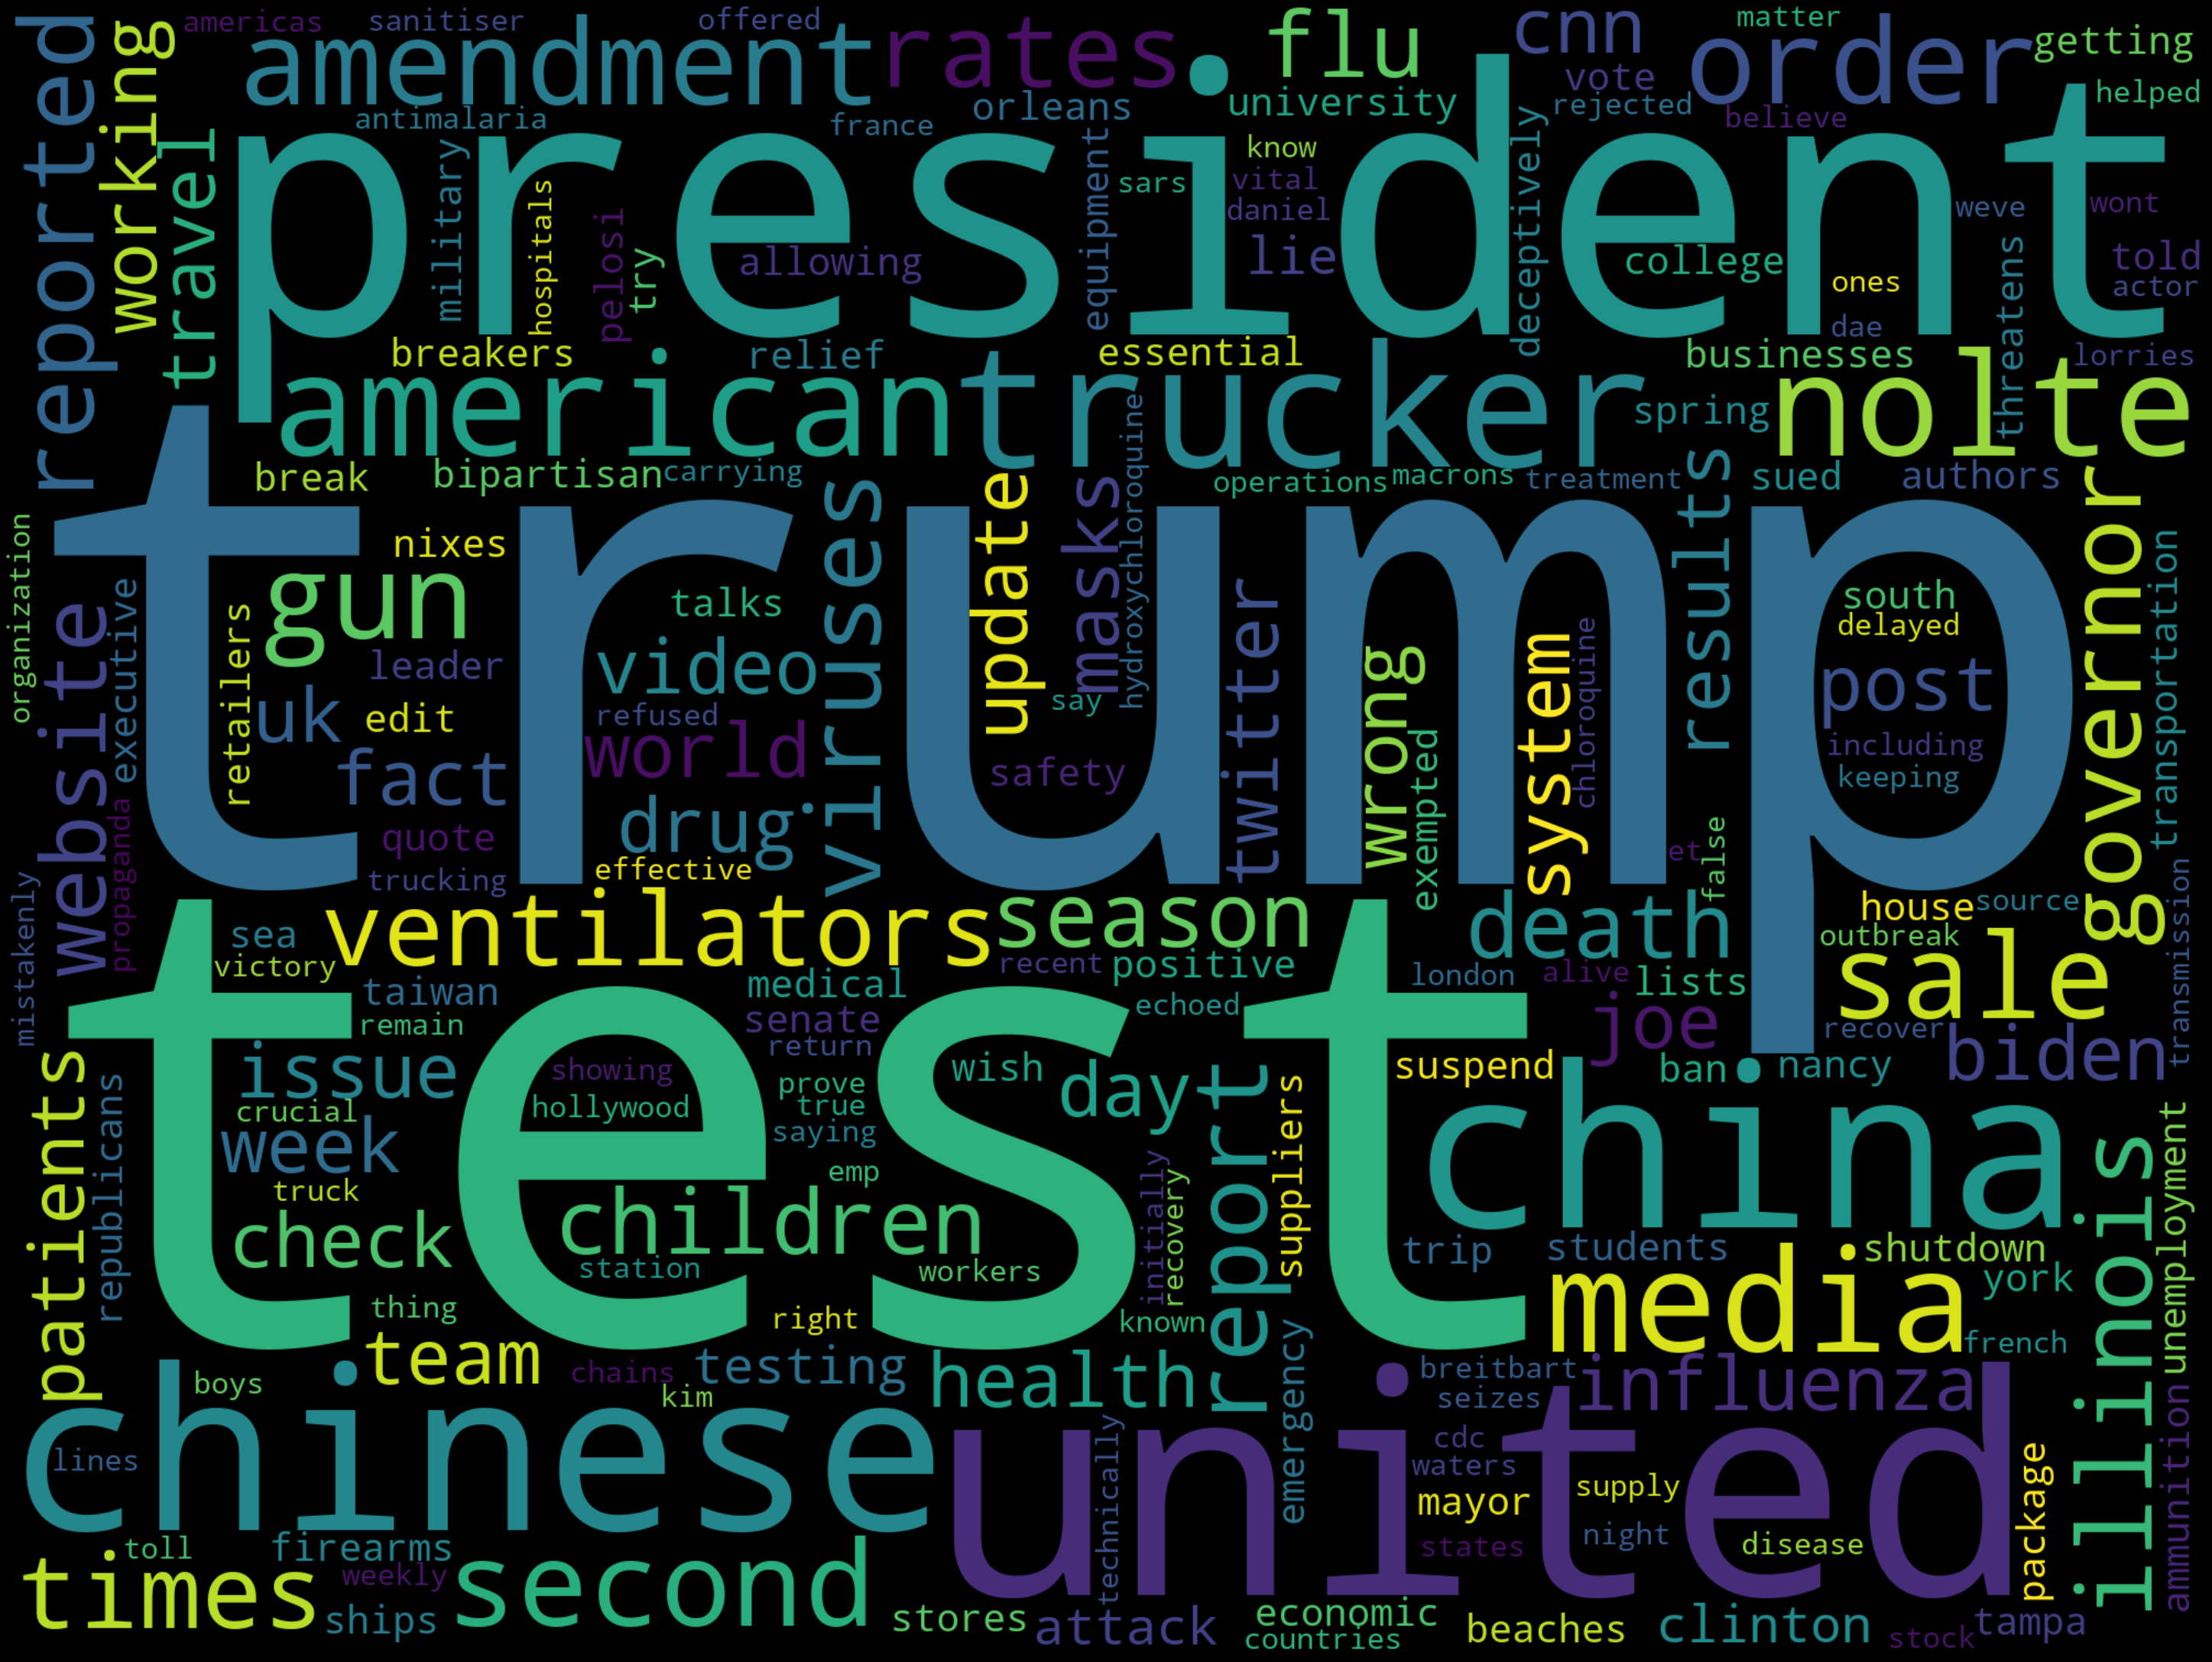 americas
sanitiser
offered
cnn
matter
reported
working
amendment
rates
flu
order
getting
vote
antimalaria
france
orleans
university
rejected
believe
helped
president
travel
military
hospitals
pelosi
try
allowing
equipment
sars
know
vital
daniel
lie
deceptively
college
ones
dae
weve
threatens
wont
told
actor
breakers
relief
essential
businesses
lorries
american
trucker
spring
nolte
break
bipartisan
carrying
viruses
update
masks
hydroxychloroquine
operations
macrons
treatment
results
sued
authors
governor
organization
website
executive
trump
nixes
gun
retailers
leader
uk
edit
fact
talks
video
refused
world
drug
say
safety
twitter
wrong
exempted
system
chloroquine
south
delayed
post
including
keeping
transportation
propaganda
quote
trucking
effective
et
false
mistakenly
ventilators
season
death
house
source
outbreak
sale
transmission
sea
victory
taiwan
remain
medical
senate
return
recent
positive
echoed
london
alive
lists
joe
recover
biden
test
patients
republicans
issue
crucial
week
truck
check
showing
hollywood
prove
true
saying
emp
wish
day
report
suppliers
suspend
ban
nancy
china
illinois
unemployment
children
station
workers
initially
recovery
trip
students
shutdown
york
thing
right
known
media
french
team
boys
chains
kim
testing
health
emergency
breitbart
seizes
influenza
ammunition
chinese
lines
united
technically
cdc
waters
mayor
supply
night
states
disease
package
toll
firearms
weekly
times
ships
second
stores
attack
economic
countries
beaches
clinton
stock
tampa